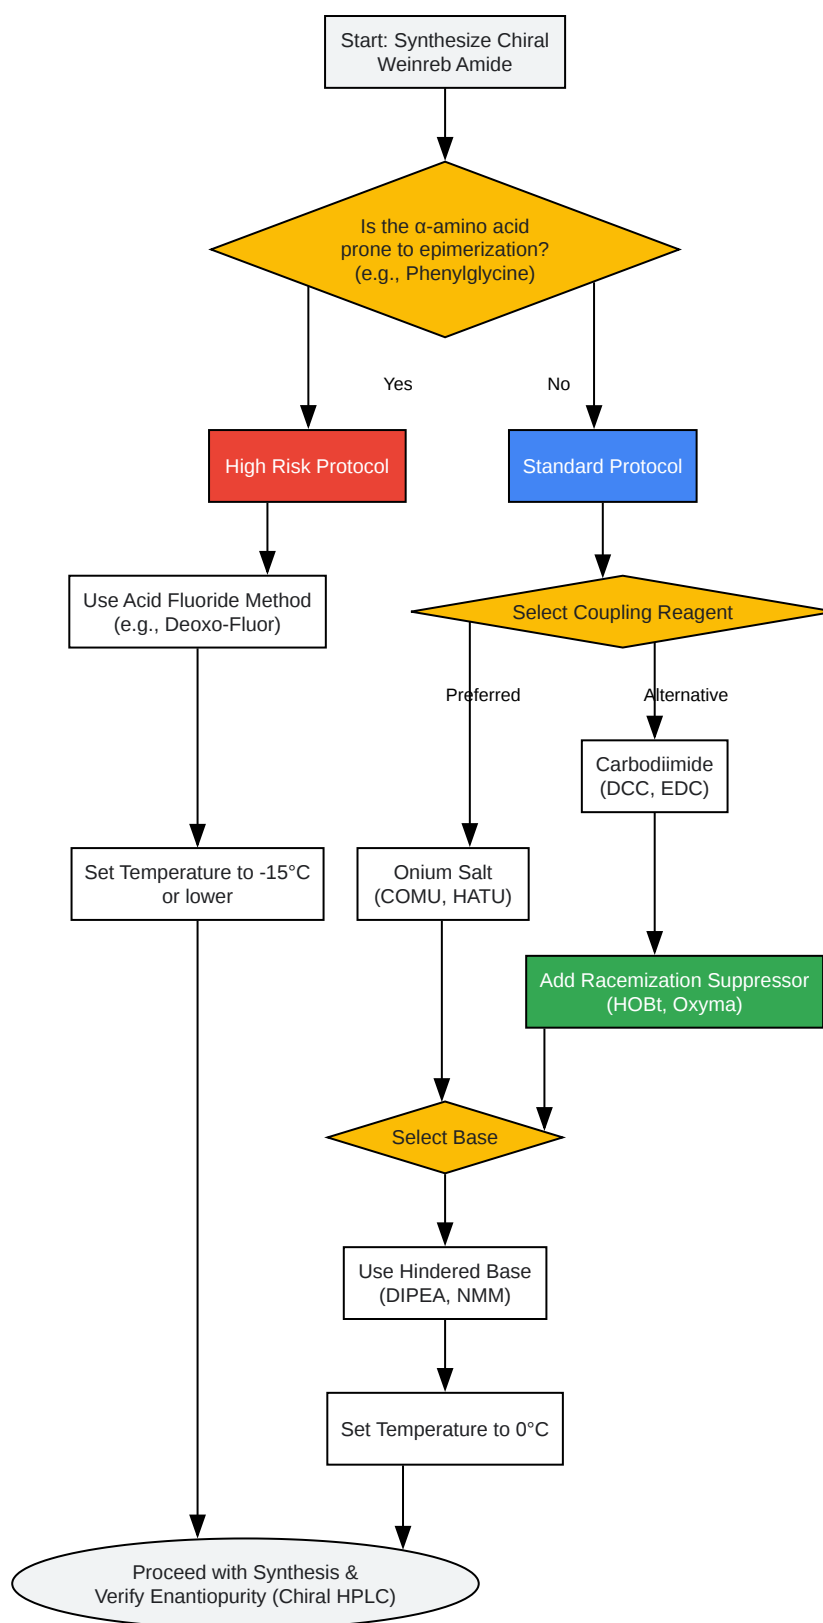 Start: Synthesize Chiral
Weinreb Amide
Is the α-amino acid
prone to epimerization?
(e.g., Phenylglycine)
Yes
No
High Risk Protocol
Standard Protocol
Use Acid Fluoride Method
(e.g., Deoxo-Fluor)
Select Coupling Reagent
Preferred
Alternative
Carbodiimide
(DCC, EDC)
Set Temperature to -15°C
or lower
Onium Salt
(COMU, HATU)
Add Racemization Suppressor
(HOBt, Oxyma)
Select Base
Use Hindered Base
(DIPEA, NMM)
Set Temperature to 0°C
Proceed with Synthesis &
Verify Enantiopurity (Chiral HPLC)